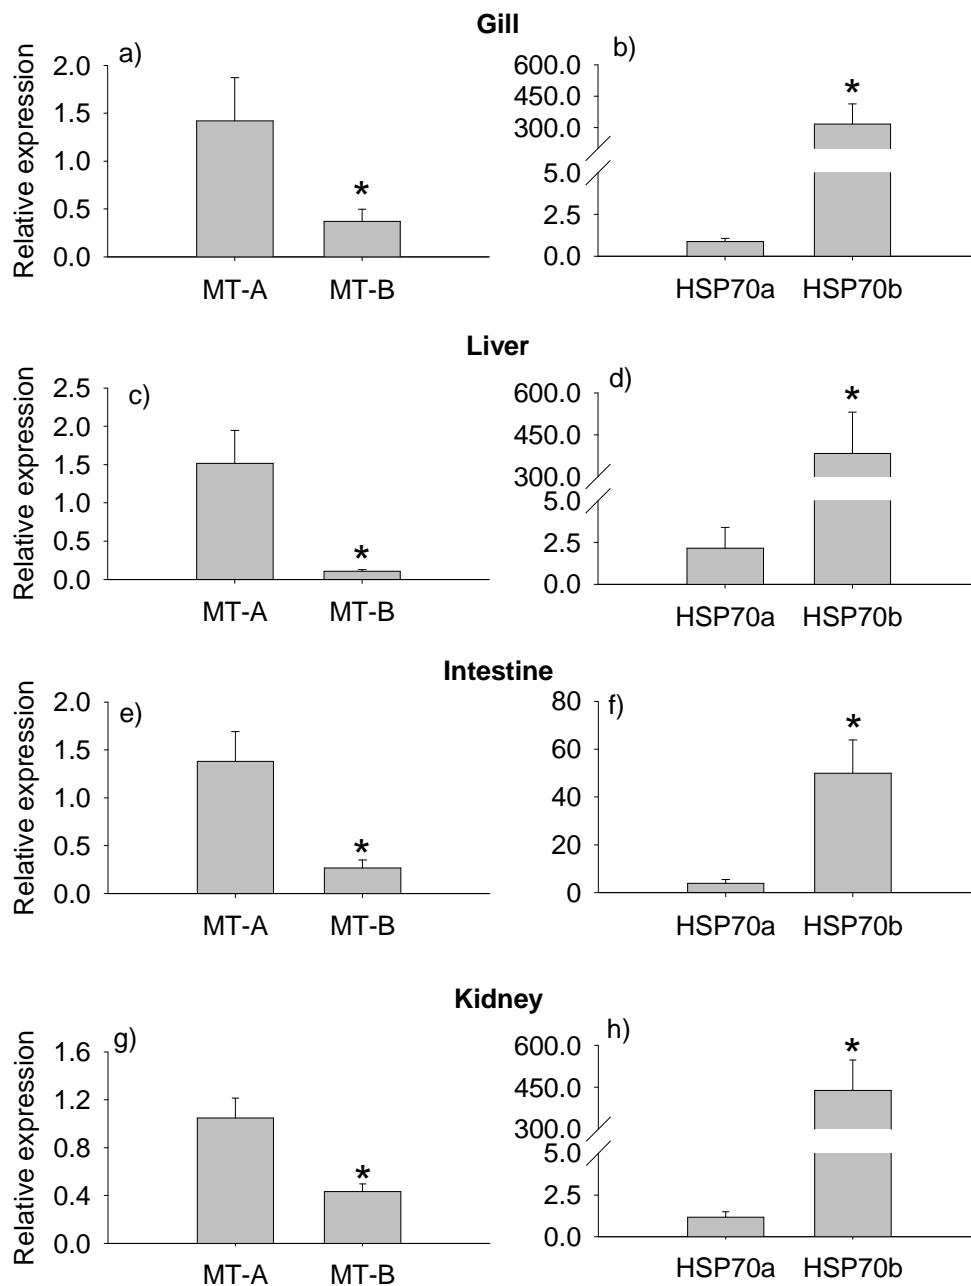 Gill
a)
Relative expression
2.0
1.5
1.0
0.5
0.0
*
MT-A MT-B
b)
600.0
450.0
300.0
5.0
2.5
0.0
*
HSP70a HSP70b
Liver
c)
Relative expression
2.5
2.0
1.5
1.0
0.5
0.0
*
MT-A MT-B
d)
600.0
450.0
300.0
5.0
2.5
0.0
*
HSP70a HSP70b
Intestine
e)
Relative expression
2.0
1.5
1.0
0.5
0.0
*
MT-A MT-B
f)
80
60
40
20
0
*
HSP70a HSP70b
Kidney
g)
Relative expression
1.6
1.2
0.8
0.4
0.0
*
MT-A MT-B
h)
600.0
450.0
300.0
5.0
2.5
0.0
*
HSP70a HSP70b